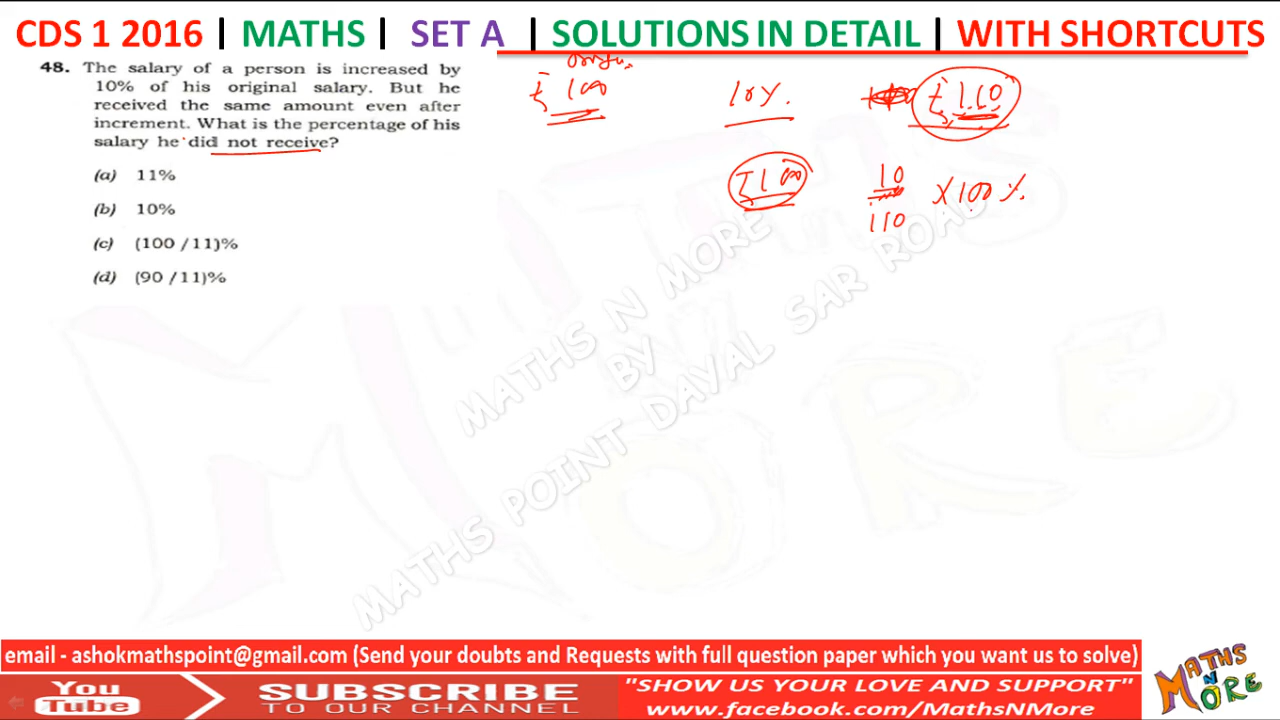 CDS 1 2016 | MATHS | SET A | SOLUTIONS IN DETAIL | WITH SHORTCUTS
48. The salary of a person is increased by
10% of his original salary. But he
received the same amount even after
increment. What is the percentage of his
salary he did not receive?
(a) 11%
(b) 10%
(c) (100 / 11)%
(d) (90 / 11)%
₹ 100
10%
₹ 110
₹100
10
110
X 100 %
MATHS N MORE
BY
MATHS POINT DAYAL SAR ROAD
email - ashokmathspoint@gmail.com (Send your doubts and Requests with full question paper which you want us to solve)
You
Tube
SUBSCRIBE
TO OUR CHANNEL
"SHOW US YOUR LOVE AND SUPPORT"
www.facebook.com/MathsNMore
MATHS
N
MORE